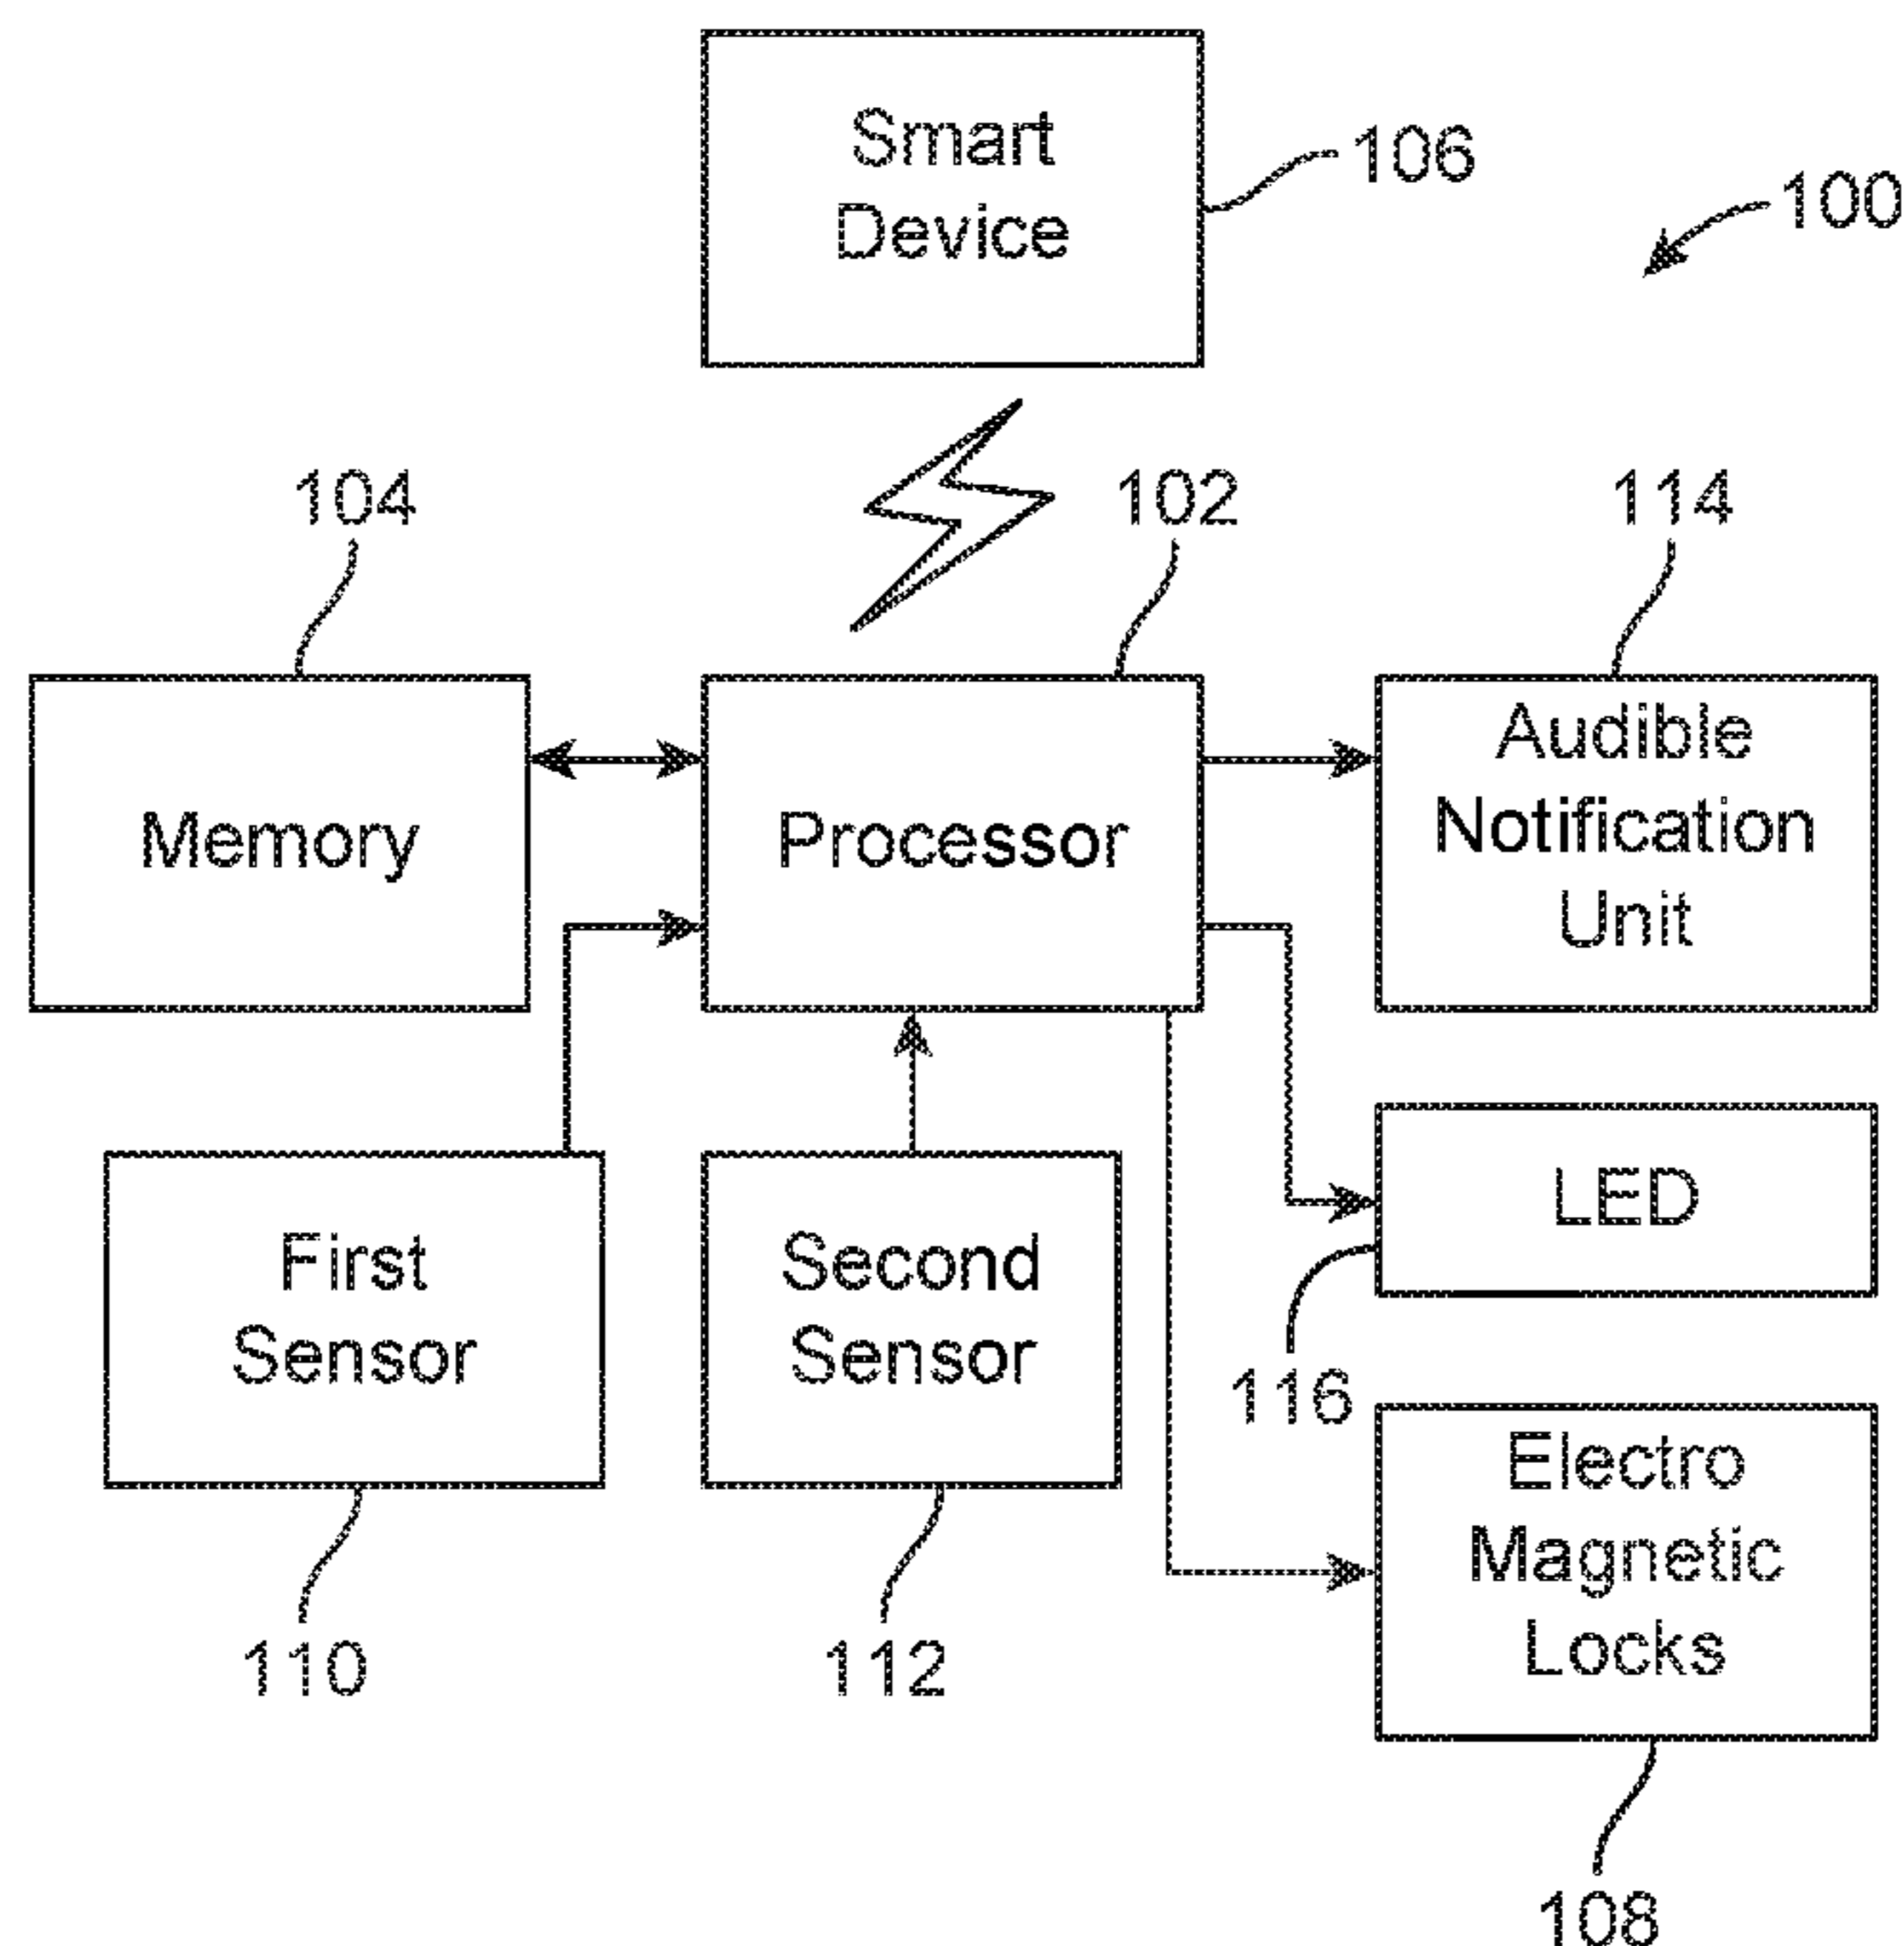 Smart
Device
106
100
104
102
114
Memory
Processor
Audible
Notification
Unit
First
Sensor
Second
Sensor
LED
116
Electro
Magnetic
Locks
110
112
108